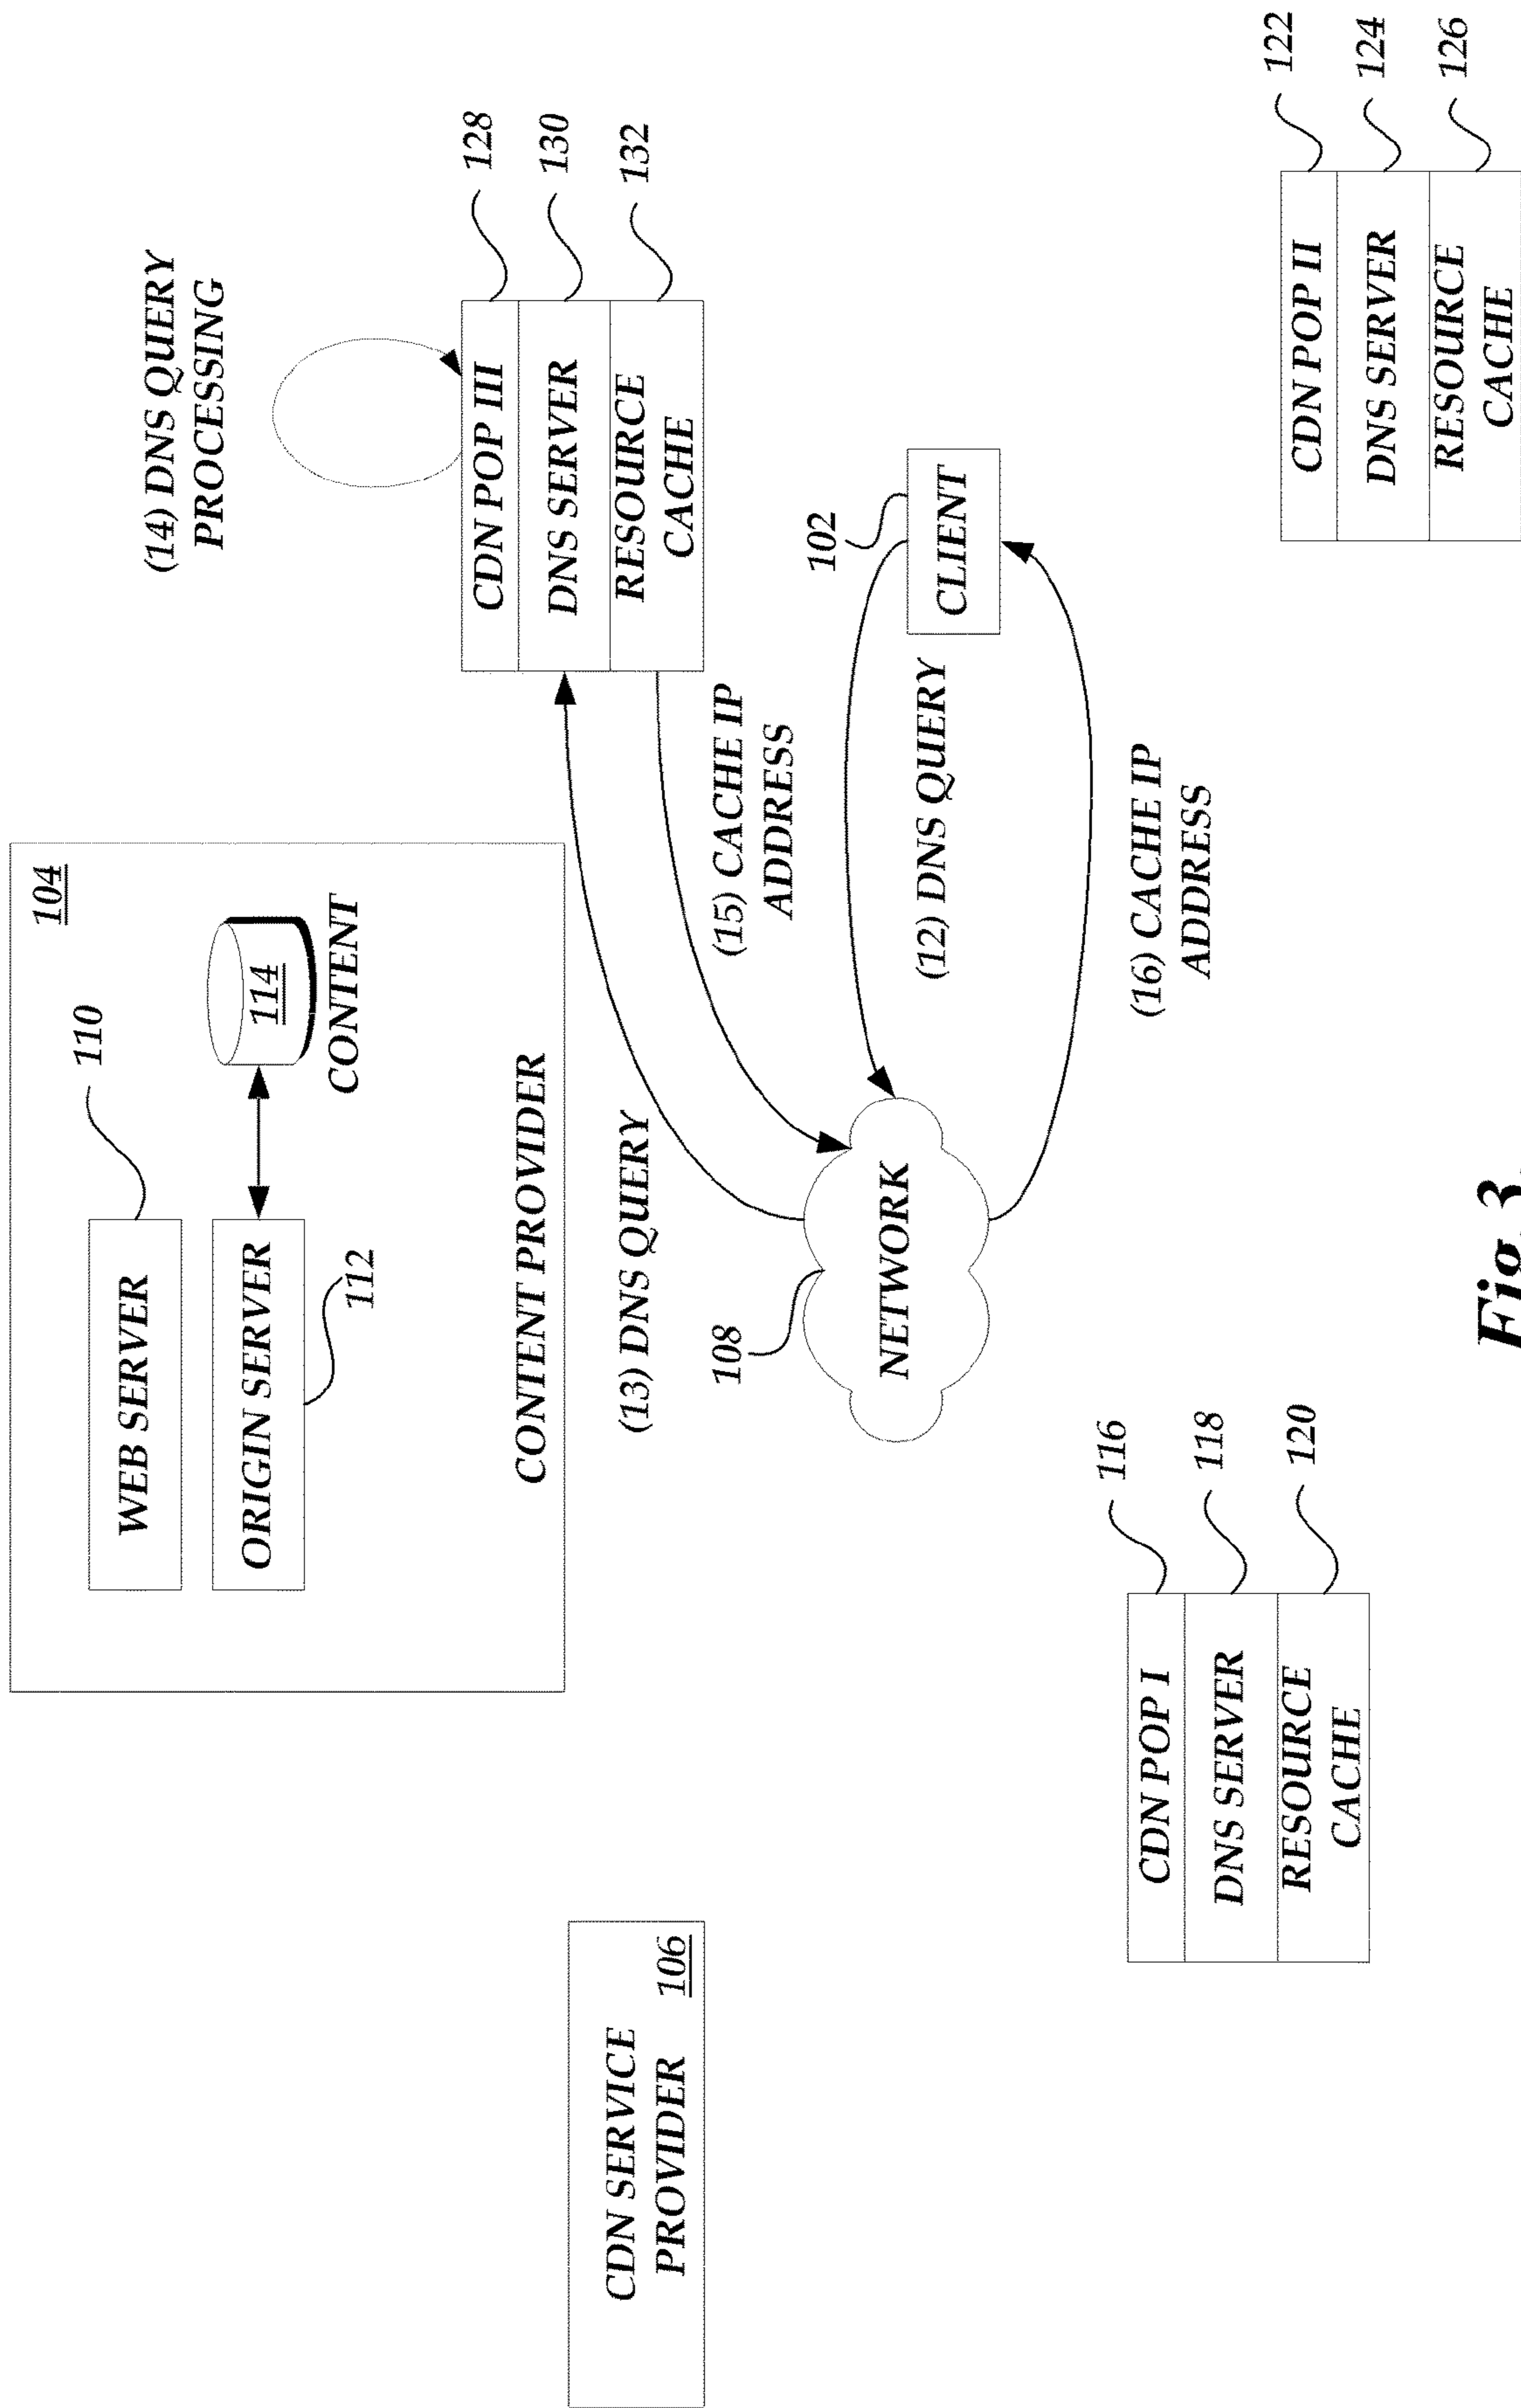 104
WEB SERVER
110
ORIGIN SERVER
112
114
CONTENT
CONTENT PROVIDER
(14) DNS QUERY
PROCESSING
CDN POP III
128
DNS SERVER
130
RESOURCE
CACHE
132
CDN SERVICE
PROVIDER
106
(13) DNS QUERY
(15) CACHE IP
ADDRESS
108
NETWORK
102
CLIENT
(12) DNS QUERY
(16) CACHE IP
ADDRESS
CDN POP I
116
DNS SERVER
118
RESOURCE
CACHE
120
CDN POP II
122
DNS SERVER
124
RESOURCE
CACHE
126
Fig.3.